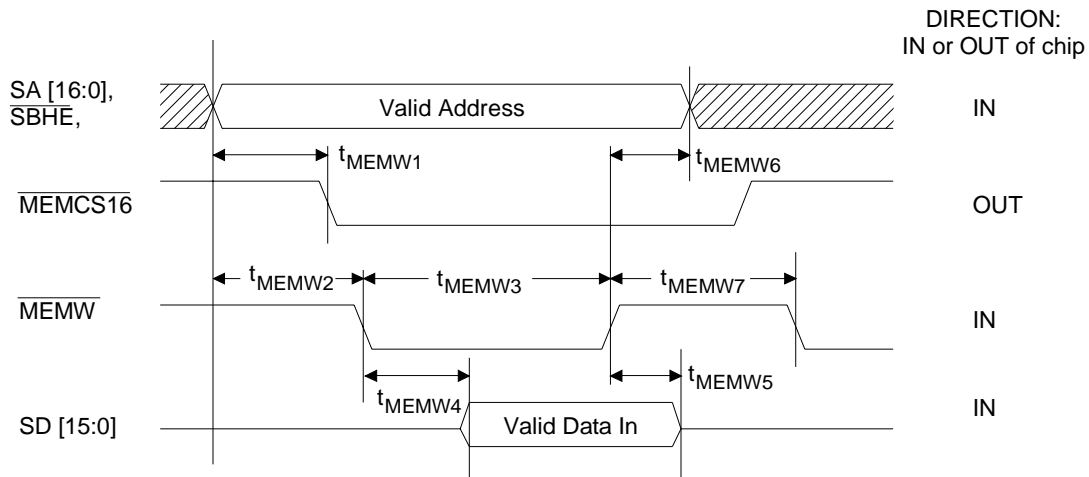 DIRECTION:
IN or OUT of chip
SA [16:0],
SBHE,
Valid Address
IN
tMEMW1
tMEMW6
MEMCS16
OUT
tMEMW2
tMEMW3
tMEMW7
MEMW
IN
tMEMW4
tMEMW5
IN
SD [15:0]
Valid Data In